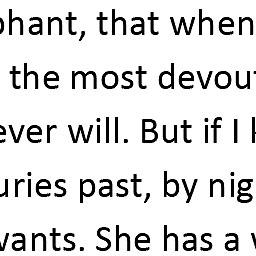 phant, that when
the most devout
ever will. But if I
uries past, by nig
vants. She has a